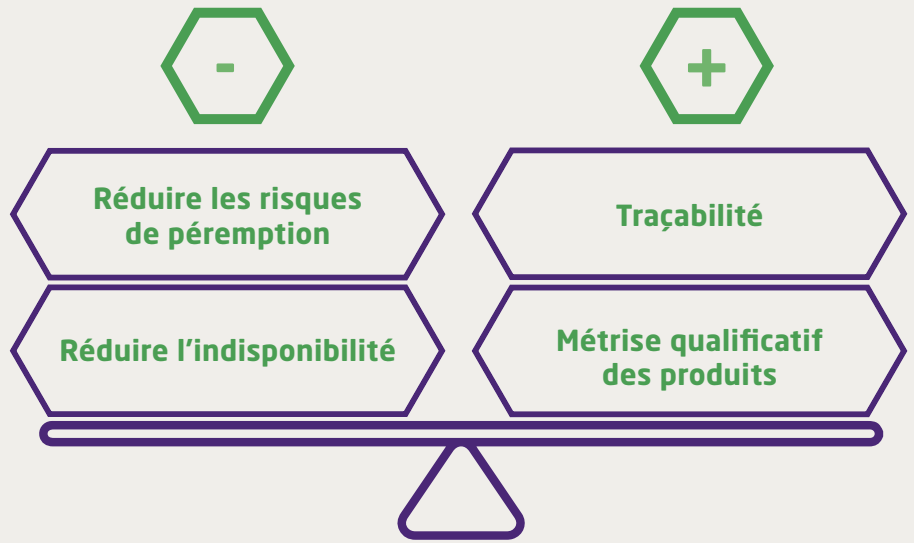 -
+
Réduire les risques
de péremption
Traçabilité
Réduire l'indisponibilité
Métrise qualificatif
des produits